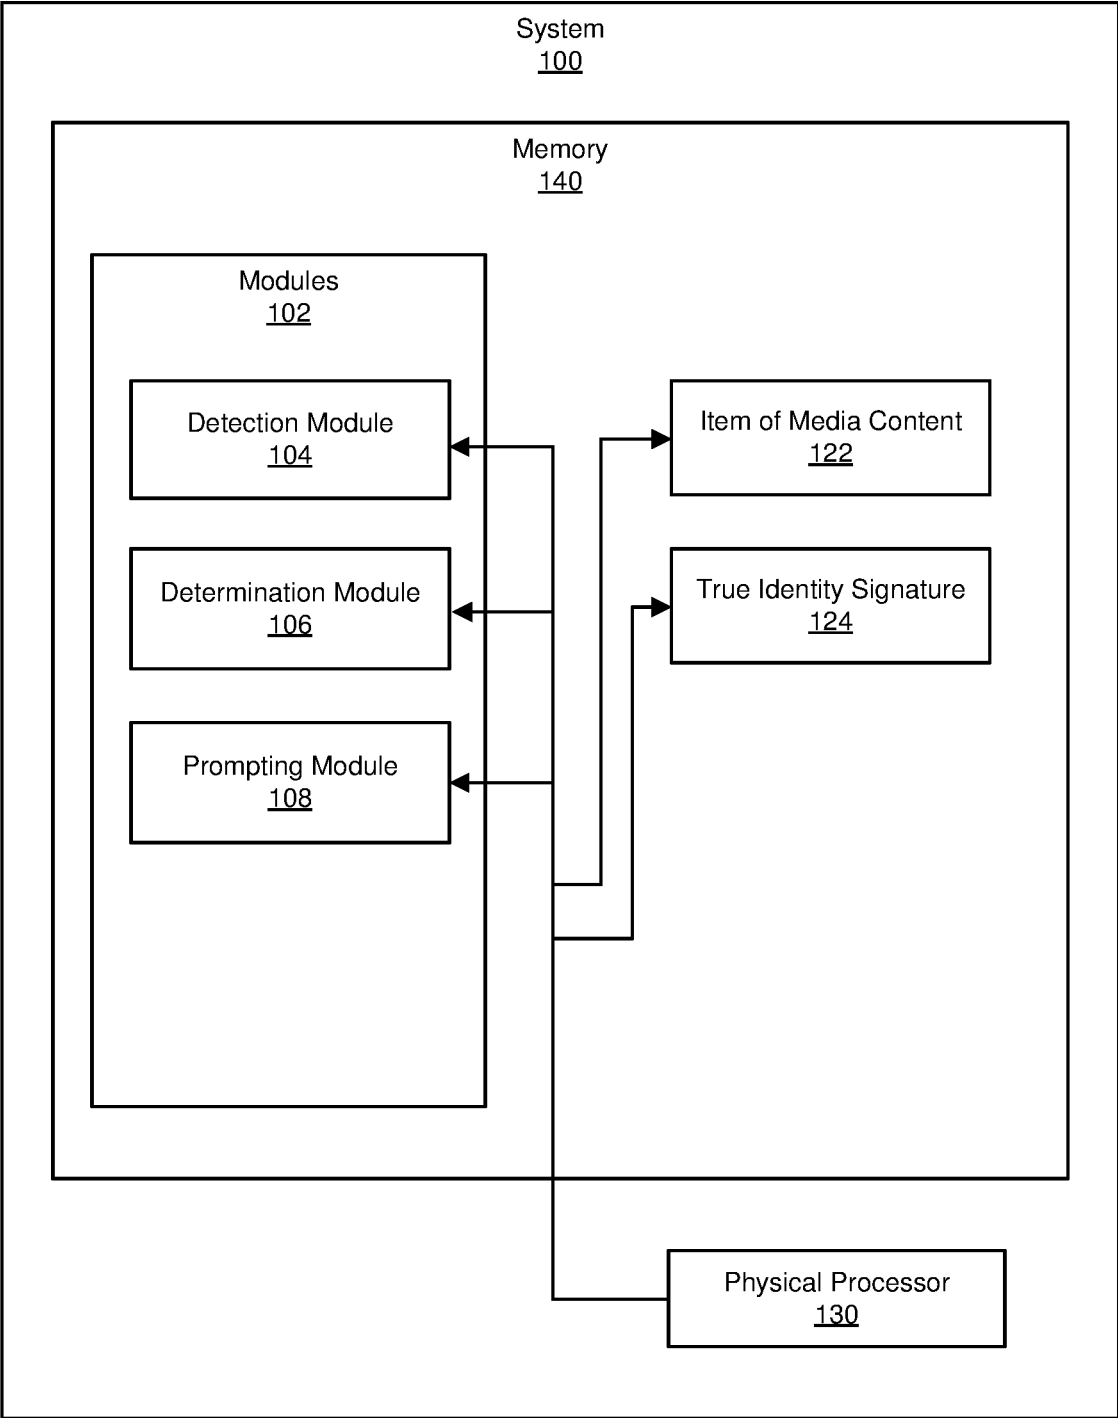 System
100
Memory
140
Modules
102
Detection Module
104
Determination Module
106
Prompting Module
108
Item of Media Content
122
True Identity Signature
124
Physical Processor
130